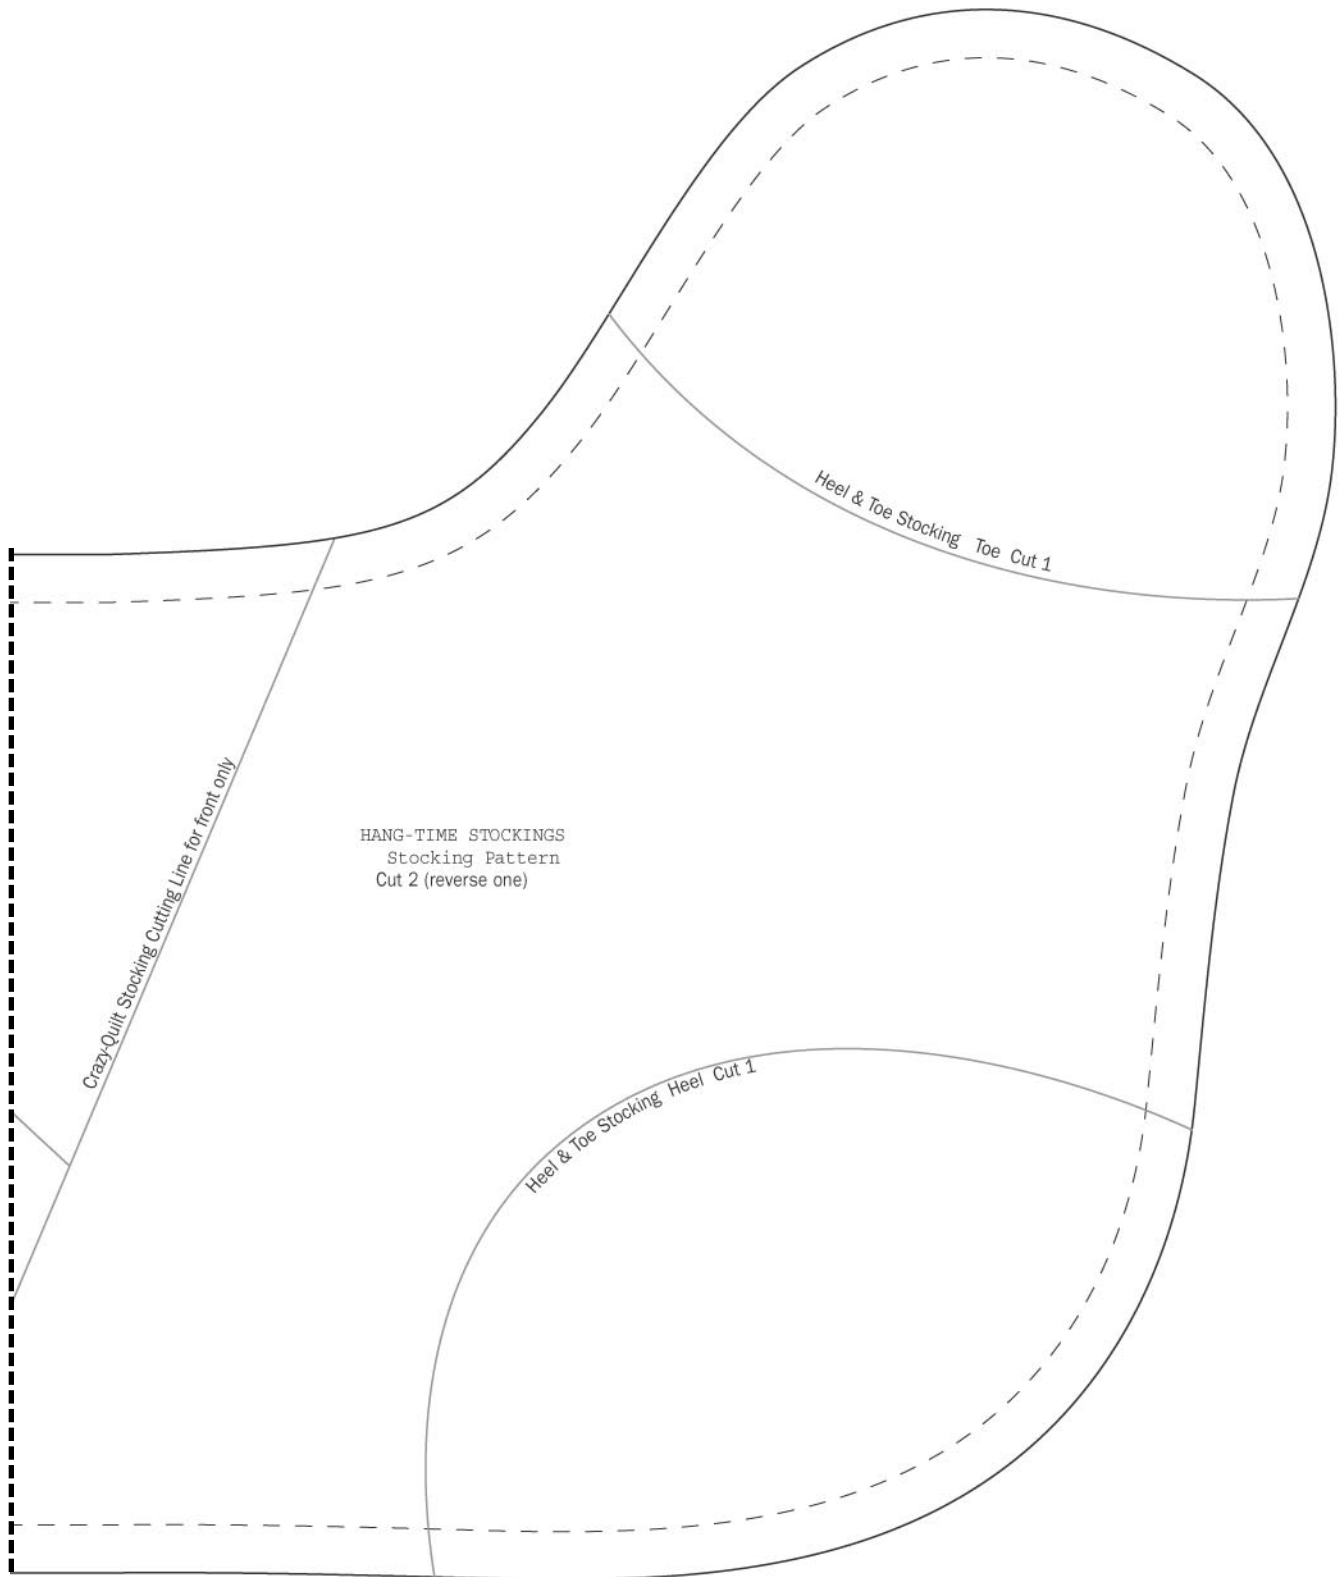 Heel & Toe Stocking Toe Cut 1
Crazy-Quilt Stocking Cutting Line for front only
HANG-TIME STOCKINGS
Stocking Pattern
Cut 2 (reverse one)
Heel & Toe Stocking Heel Cut 1